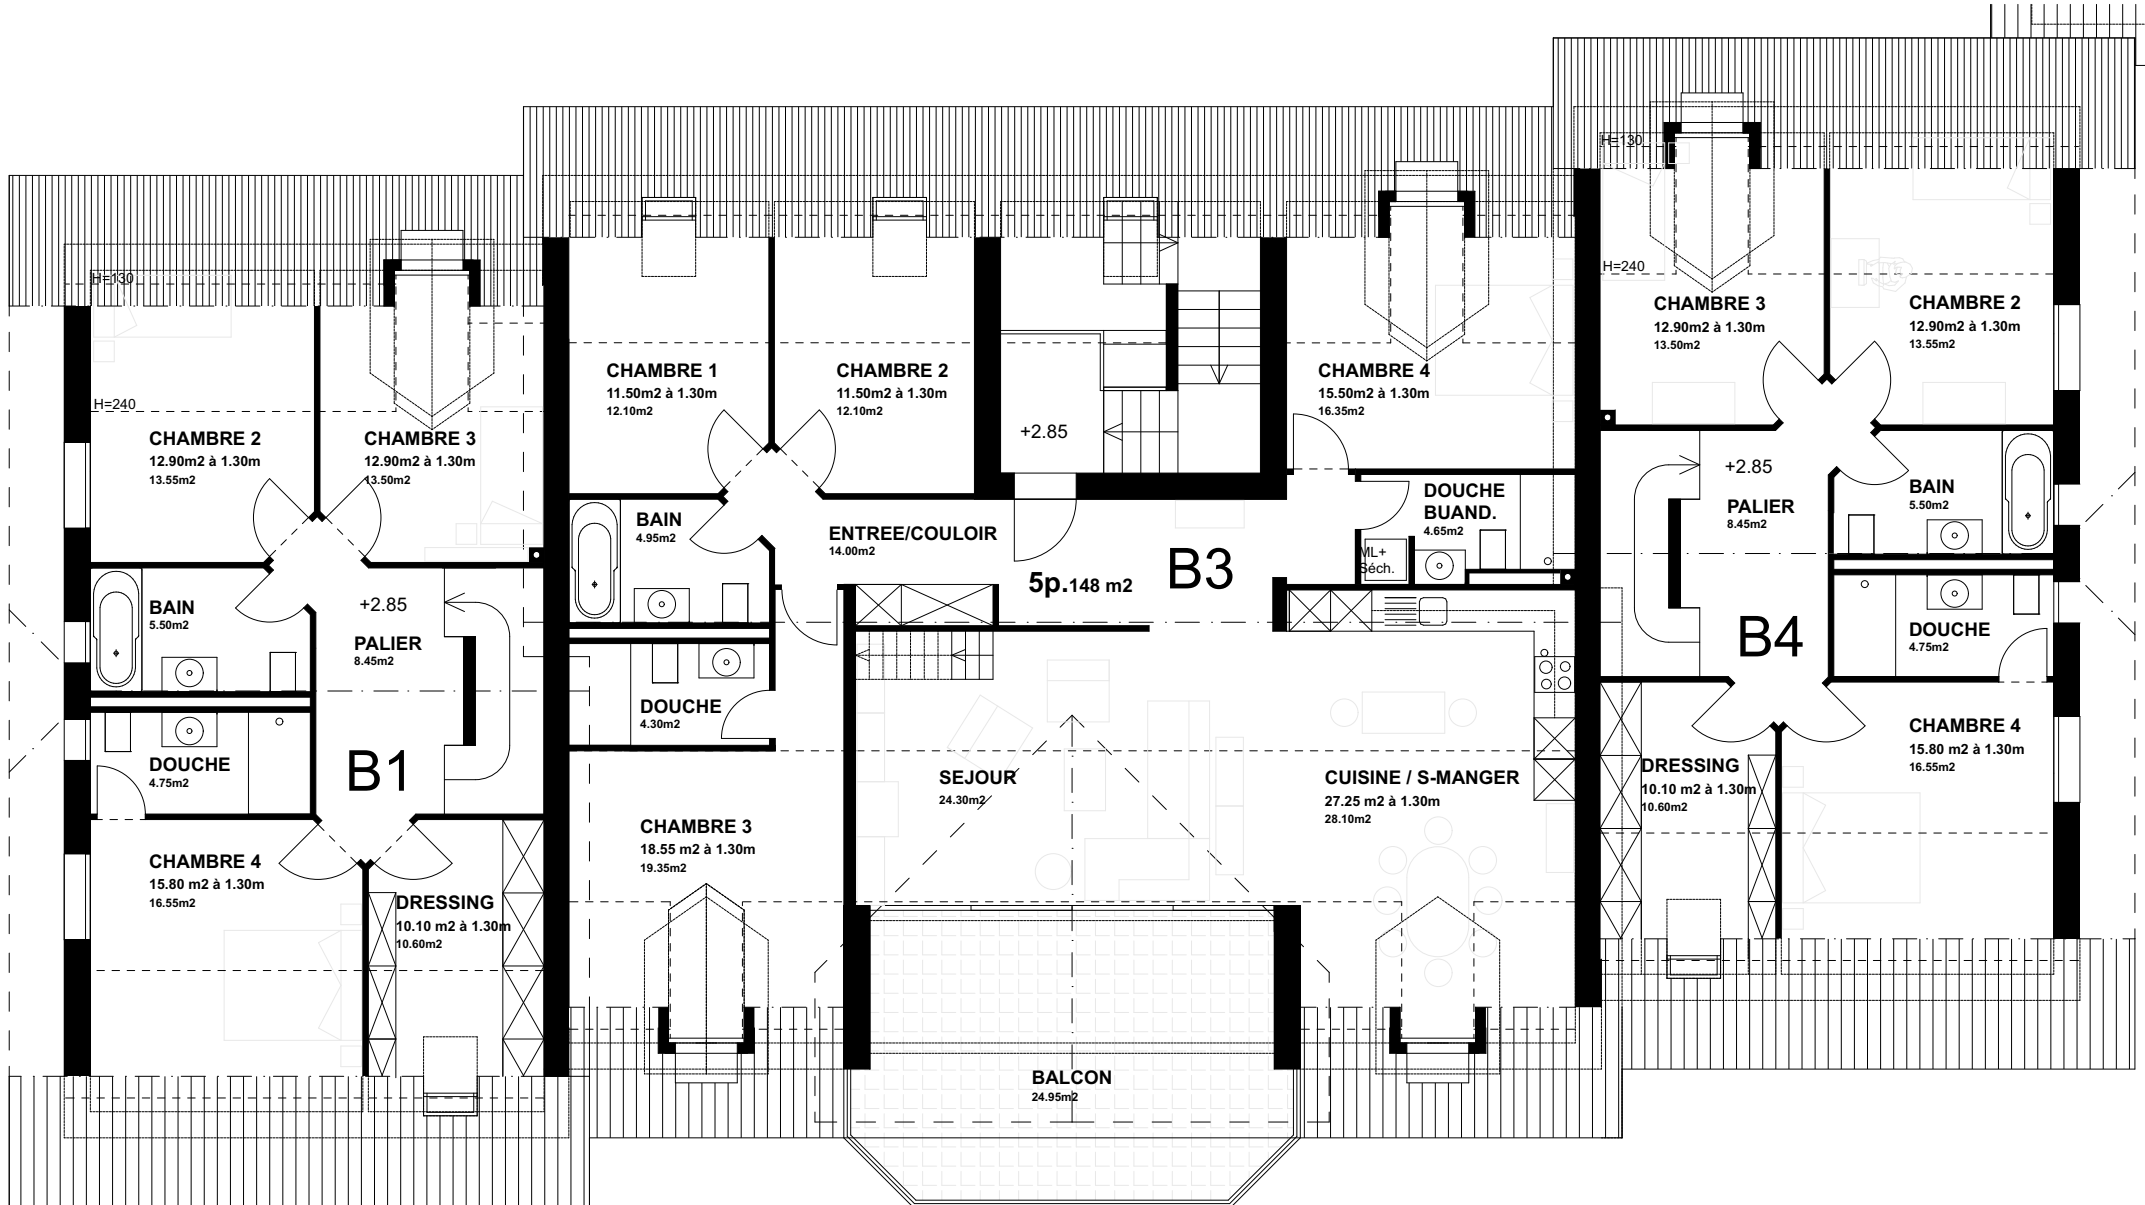 H=130
H=240
CHAMBRE 2
12.90m2 à 1.30m
13.55m2
CHAMBRE 3
12.90m2 à 1.30m
13.50m2
BAIN
5.50m2
+2.85
PALIER
8.45m2
DOUCHE
4.75m2
B1
CHAMBRE 4
15.80 m2 à 1.30m
16.55m2
DRESSING
10.10 m2 à 1.30m
10.60m2
CHAMBRE 1
11.50m2 à 1.30m
12.10m2
CHAMBRE 2
11.50m2 à 1.30m
12.10m2
+2.85
CHAMBRE 4
15.50m2 à 1.30m
16.35m2
BAIN
4.95m2
ENTREE/COULOIR
14.00m2
5p.148 m2
B3
DOUCHE
BUAND.
4.65m2
ML+
Séch.
DOUCHE
4.30m2
SEJOUR
24.30m2
CUISINE / S-MANGER
27.25 m2 à 1.30m
28.10m2
CHAMBRE 3
18.55 m2 à 1.30m
19.35m2
BALCON
24.95m2
H=130
H=240
CHAMBRE 3
12.90m2 à 1.30m
13.50m2
CHAMBRE 2
12.90m2 à 1.30m
13.55m2
+2.85
PALIER
8.45m2
BAIN
5.50m2
B4
DOUCHE
4.75m2
DRESSING
10.10 m2 à 1.30m
10.60m2
CHAMBRE 4
15.80 m2 à 1.30m
16.55m2